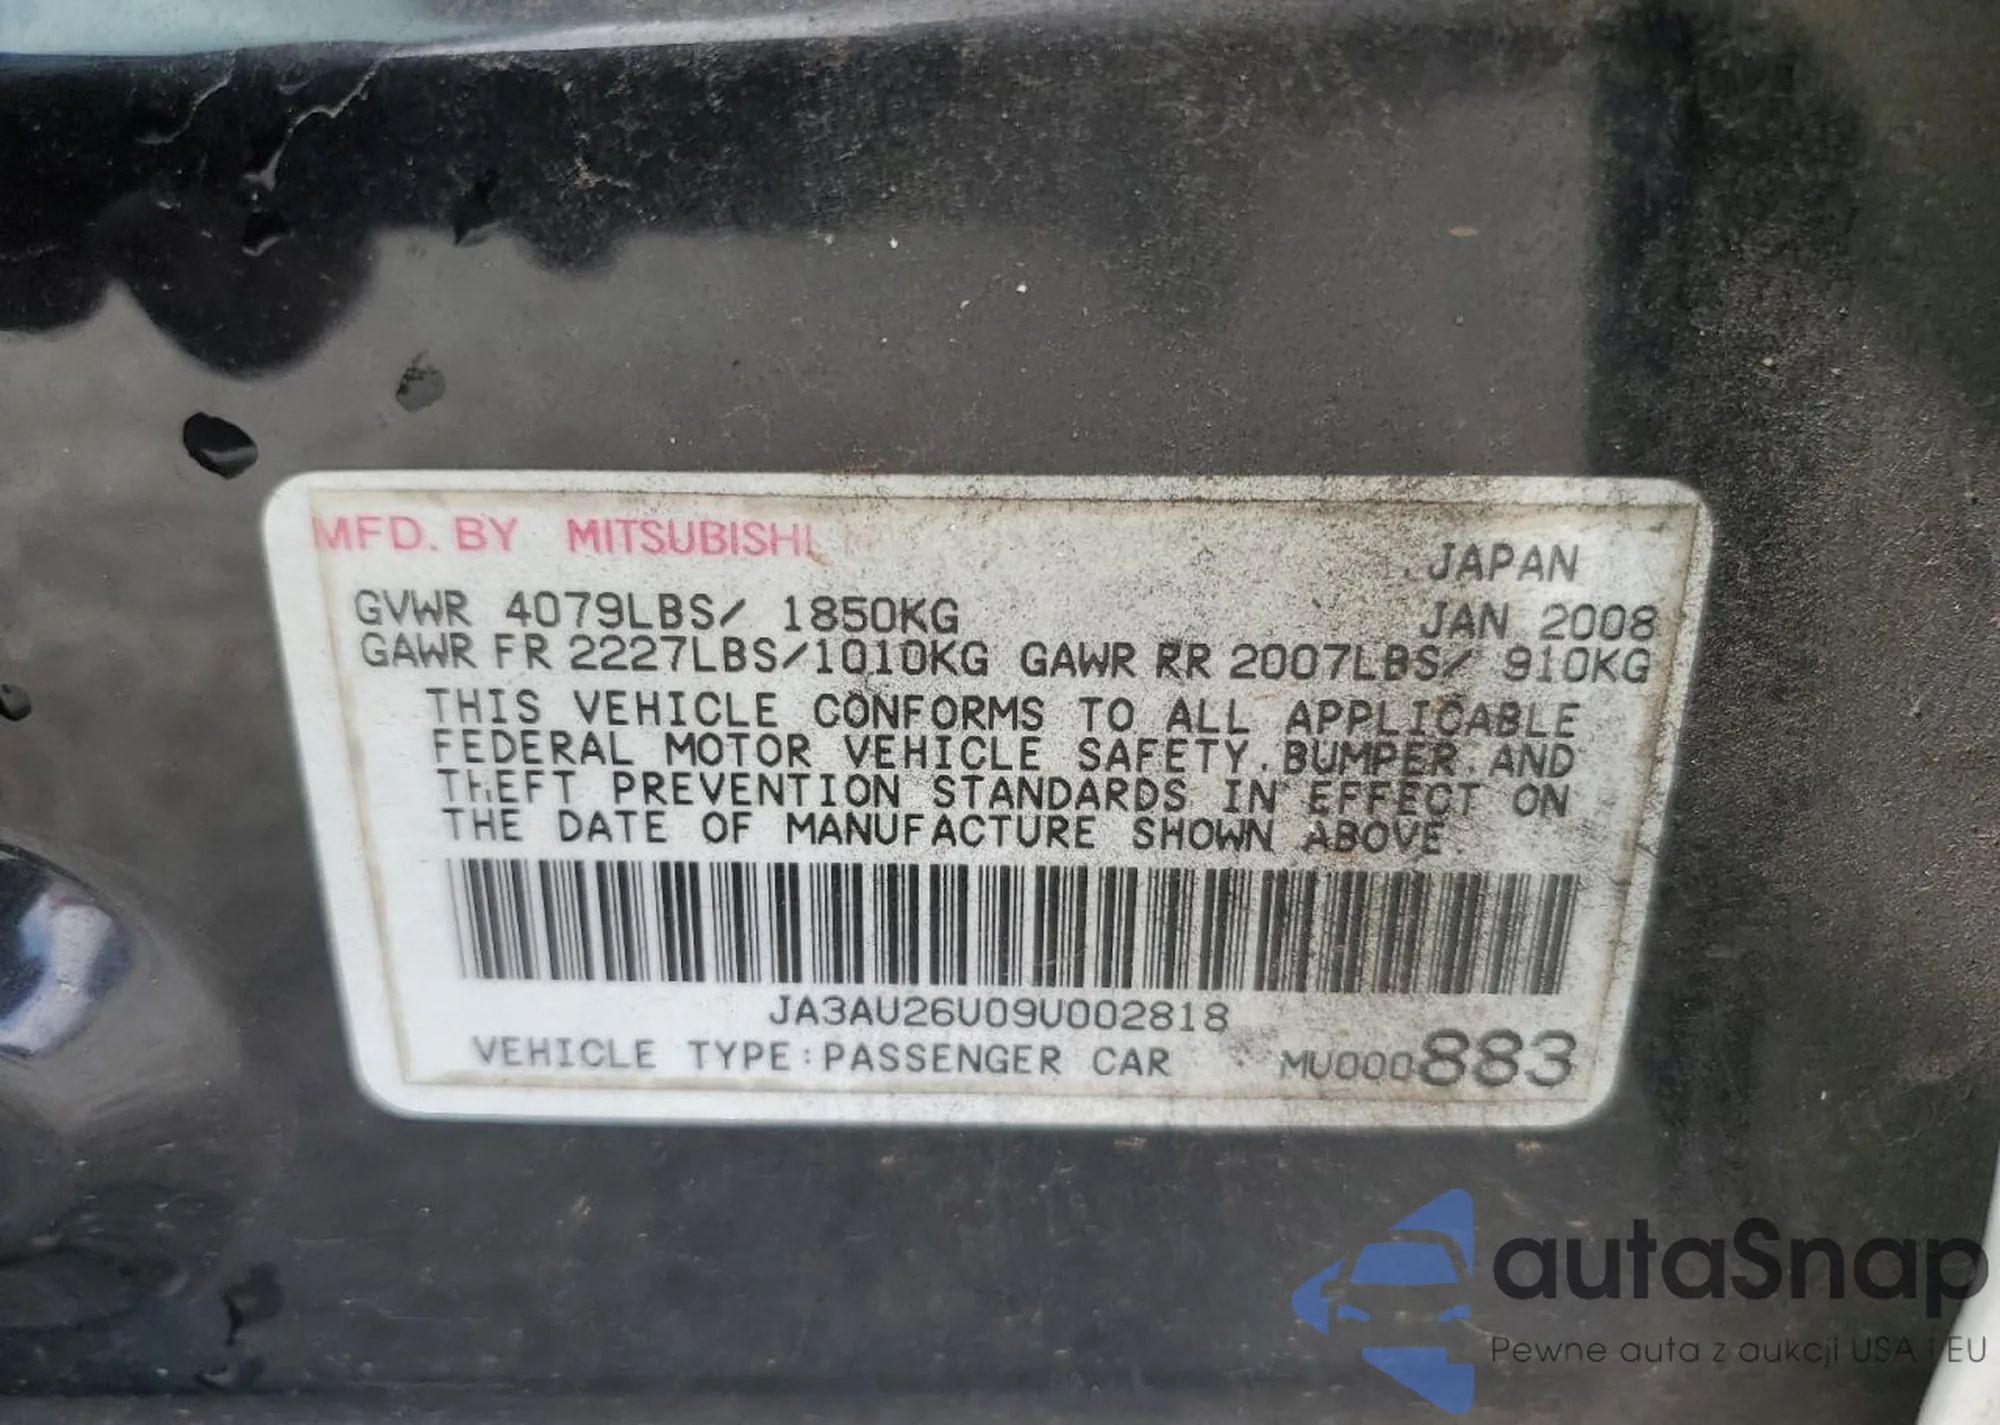 MFD. BY MITSUBISHI
JAPAN
GVWR 4079LBS/ 1850KG JAN 2008
GAWR FR 2227LBS/1010KG GAWR RR 2007LBS/ 910KG
THIS VEHICLE CONFORMS TO ALL APPLICABLE
FEDERAL MOTOR VEHICLE SAFETY, BUMPER, AND
THEFT PREVENTION STANDARDS IN EFFECT ON
THE DATE OF MANUFACTURE SHOWN ABOVE.
JA3AU26U09U002818
VEHICLE TYPE:PASSENGER CAR MU000883
autaSnap
Pewne auta z aukcji USA i EU